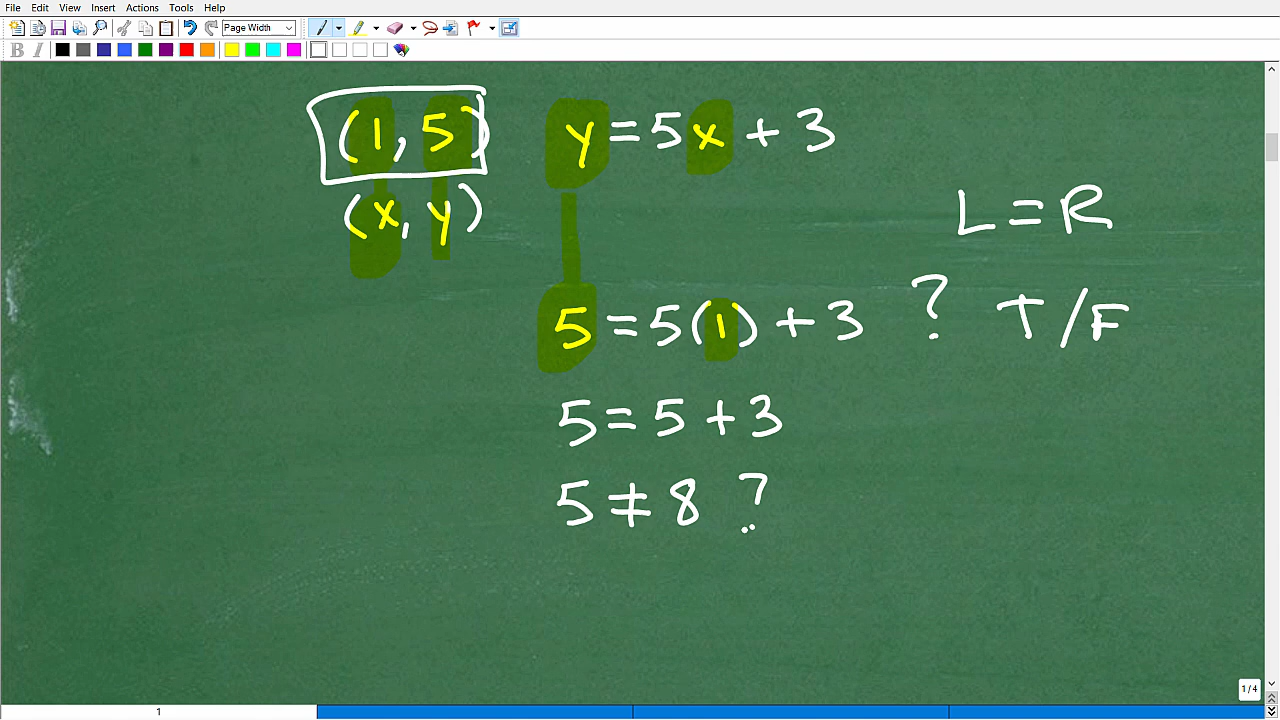 File Edit View Insert Actions Tools Help
Page Width
B I
(1, 5) y = 5x + 3
(x, y)
L = R
5 = 5(1) + 3 ? T/F
5 = 5 + 3
5 ≠ 8 ?
1/4
1